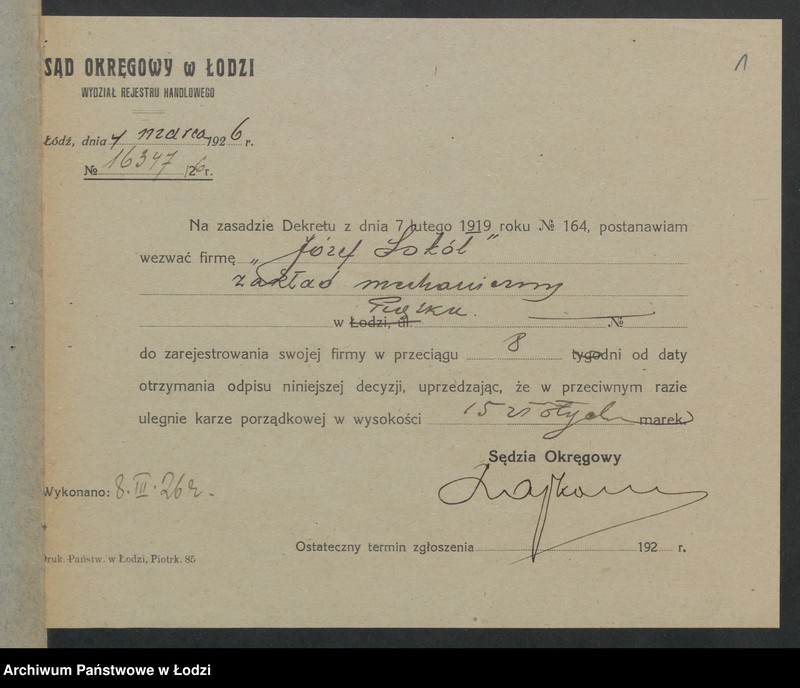 1
SĄD OKRĘGOWY w ŁODZI
WYDZIAŁ REJESTRU HANDLOWEGO
Łódź, dnia 4 marca 1926 r.
№ 16347 /26 r.
Na zasadzie Dekretu z dnia 7 lutego 1919 roku № 164, postanawiam
wezwać firmę „Józef Sokół"
zakład mechaniczny
w Łodzi, ul. Piątku. №
do zarejestrowania swojej firmy w przeciągu 8 tygodni od daty
otrzymania odpisu niniejszej decyzji, uprzedzając, że w przeciwnym razie
ulegnie karze porządkowej w wysokości 15 złotych marek.
Sędzia Okręgowy
Wykonano: 8.III.26 r.
Ostateczny termin zgłoszenia 192 r.
Druk. Państw. w Łodzi, Piotrk. 85
Archiwum Państwowe w Łodzi